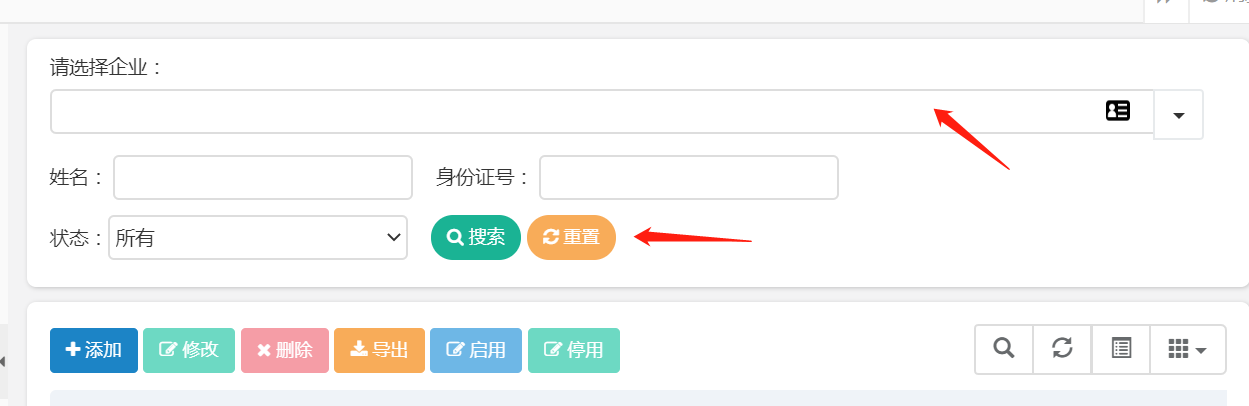 请选择企业：
姓名： 身份证号：
状态：所有 搜索 重置
添加 修改 删除 导出 启用 停用